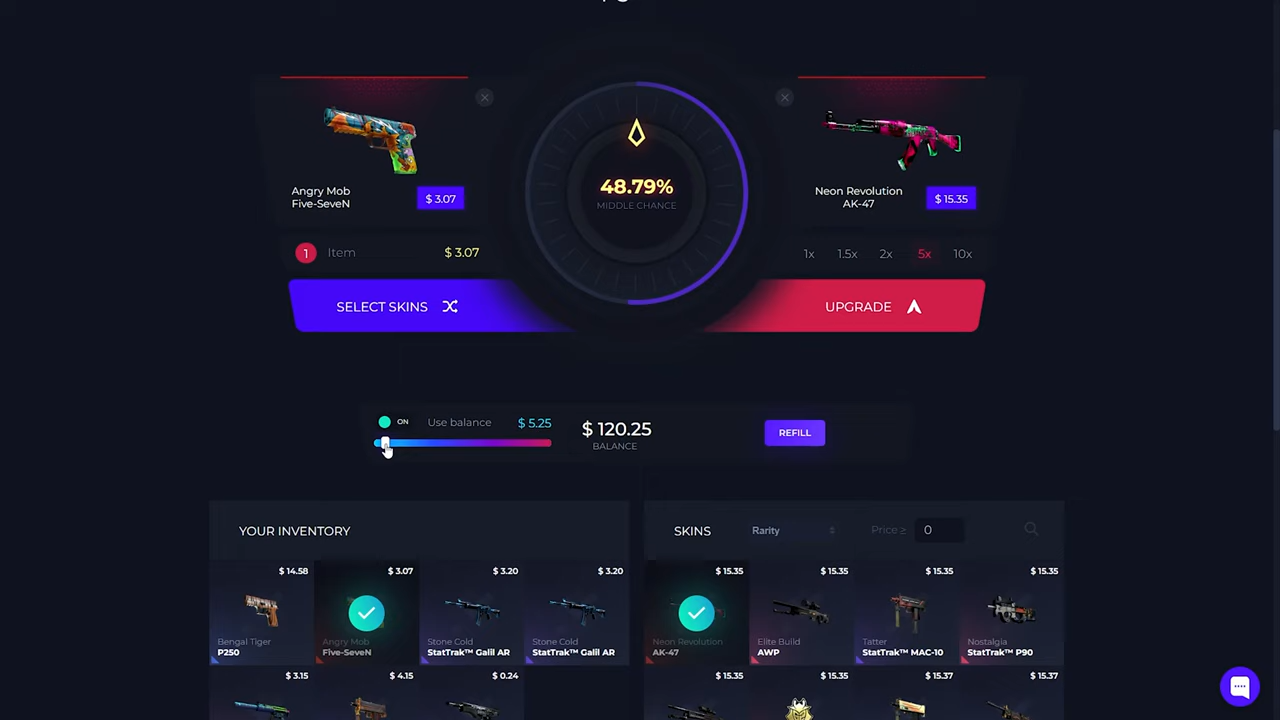 Angry Mob
Five-SeveN
$ 3.07
48.79%
MIDDLE CHANCE
Neon Revolution
AK-47
$ 15.35
1
Item
$ 3.07
1x
1.5x
2x
5x
10x
SELECT SKINS
UPGRADE
ON
Use balance
$ 5.25
$ 120.25
BALANCE
REFILL
YOUR INVENTORY
SKINS
Rarity
Price ≥
0
$ 14.58
Bengal Tiger
P250
$ 3.07
Angry Mob
Five-SeveN
$ 3.20
Stone Cold
StatTrak™ Galil AR
$ 3.20
Stone Cold
StatTrak™ Galil AR
$ 15.35
Neon Revolution
AK-47
$ 15.35
Elite Build
AWP
$ 15.35
Tatter
StatTrak™ MAC-10
$ 15.35
Nostalgia
StatTrak™ P90
$ 3.15
$ 4.15
$ 0.24
$ 15.35
$ 15.35
$ 15.37
$ 15.37